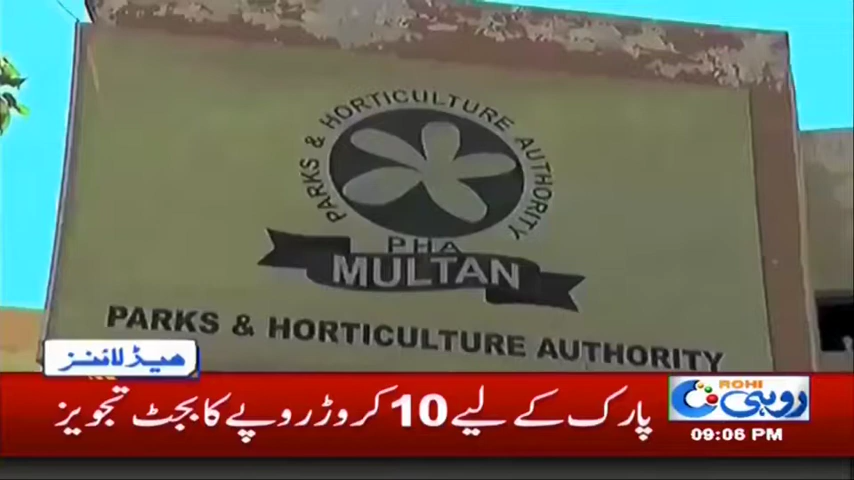 PARKS & HORTICULTURE AUTHORITY
PHA
MULTAN
PARKS & HORTICULTURE AUTHORITY
ہیڈلائنز
پارک کے لیے 10 کروڑ روپے کا بجٹ تجویز
ROHI
روہی
09:06 PM